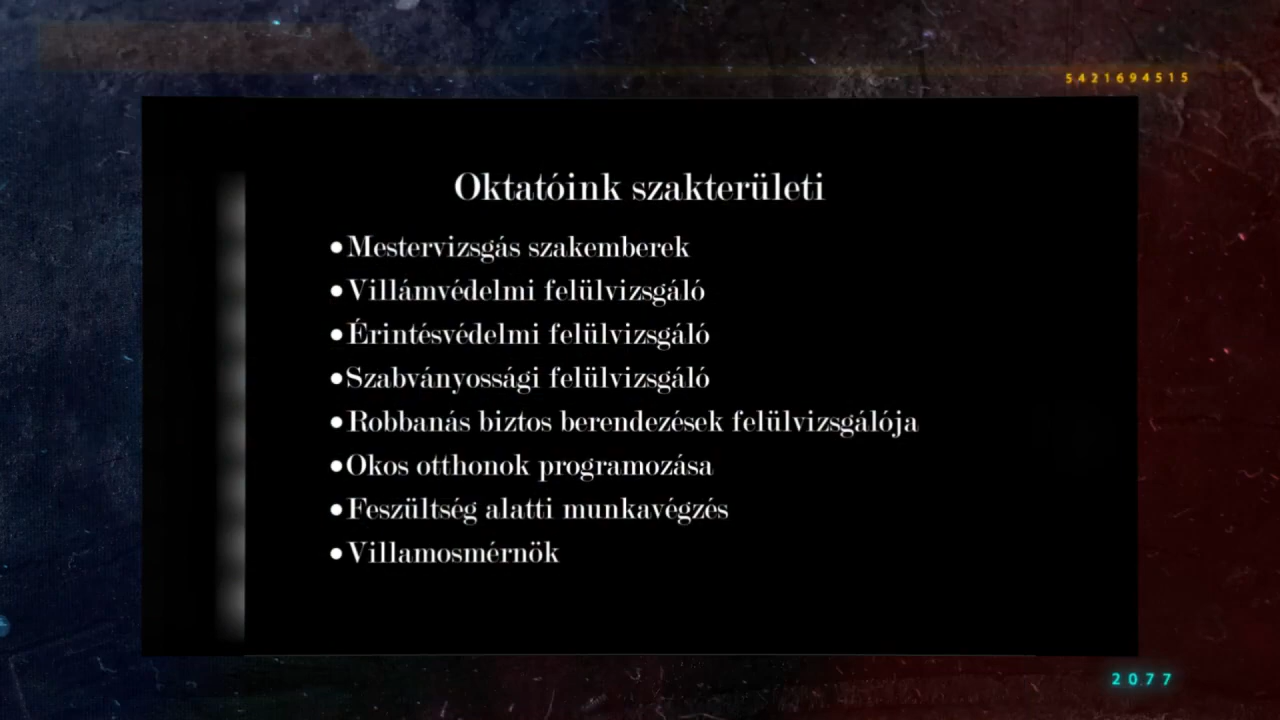 5421694515
Oktatóink szakterületi
•Mestervizsgás szakemberek
•Villámvédelmi felülvizsgáló
•Érintésvédelmi felülvizsgáló
•Szabványossági felülvizsgáló
•Robbanás biztos berendezések felülvizsgálója
•Okos otthonok programozása
•Feszültség alatti munkavégzés
•Villamosmérnök
2077